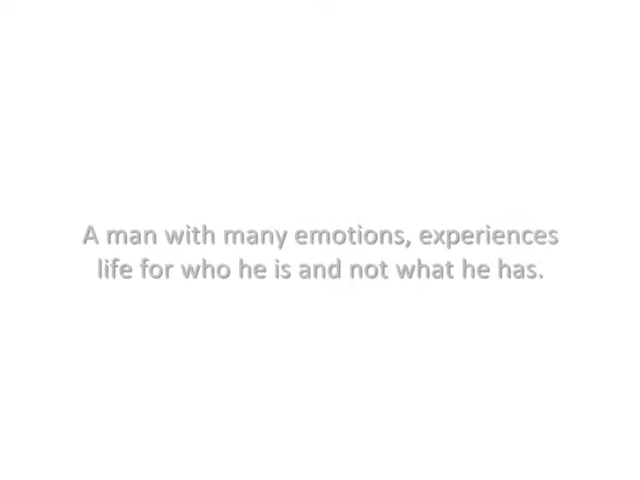 A man with many emotions, experiences
life for who he is and not what he has.